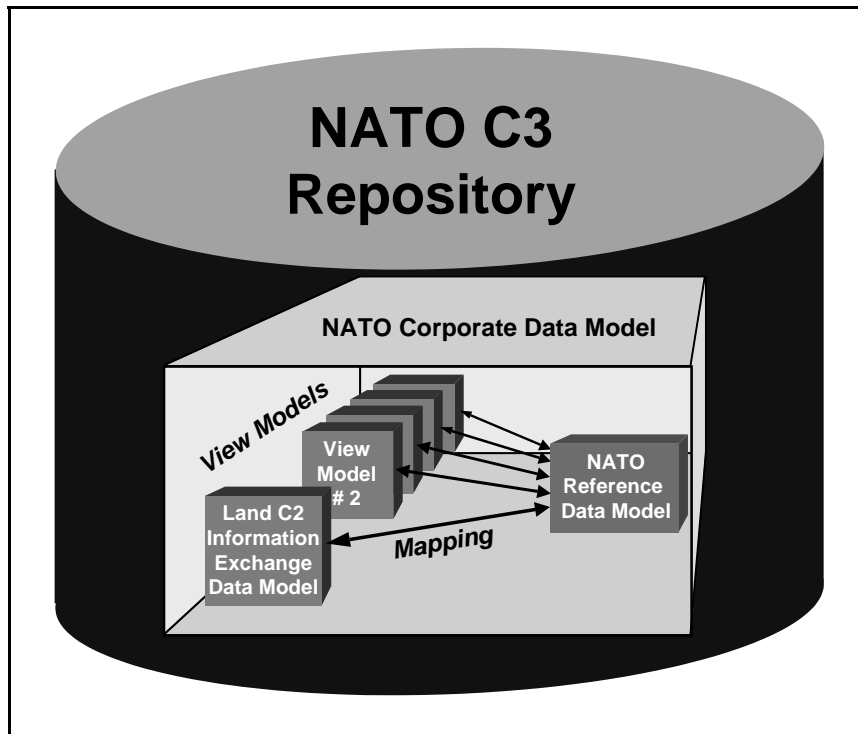 NATO C3
Repository
NATO Corporate Data Model
View Models
View
Model
# 2
NATO
Reference
Data Model
Land C2
Information
Exchange
Data Model
Mapping